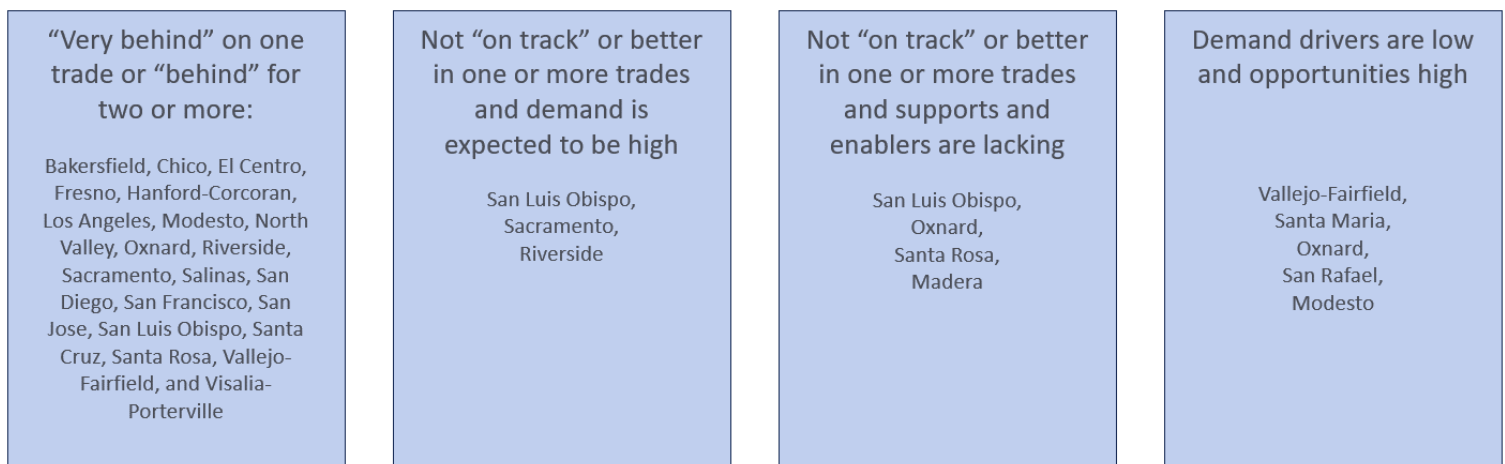 “Very behind” on one
trade or “behind” for
two or more:
Bakersfield, Chico, El Centro,
Fresno, Hanford-Corcoran,
Los Angeles, Modesto, North
Valley, Oxnard, Riverside,
Sacramento, Salinas, San
Diego, San Francisco, San
Jose, San Luis Obispo, Santa
Cruz, Santa Rosa, Vallejo-
Fairfield, and Visalia-
Porterville
Not “on track” or better
in one or more trades
and demand is
expected to be high
San Luis Obispo,
Sacramento,
Riverside
Not “on track” or better
in one or more trades
and supports and
enablers are lacking
San Luis Obispo,
Oxnard,
Santa Rosa,
Madera
Demand drivers are low
and opportunities high
Vallejo-Fairfield,
Santa Maria,
Oxnard,
San Rafael,
Modesto